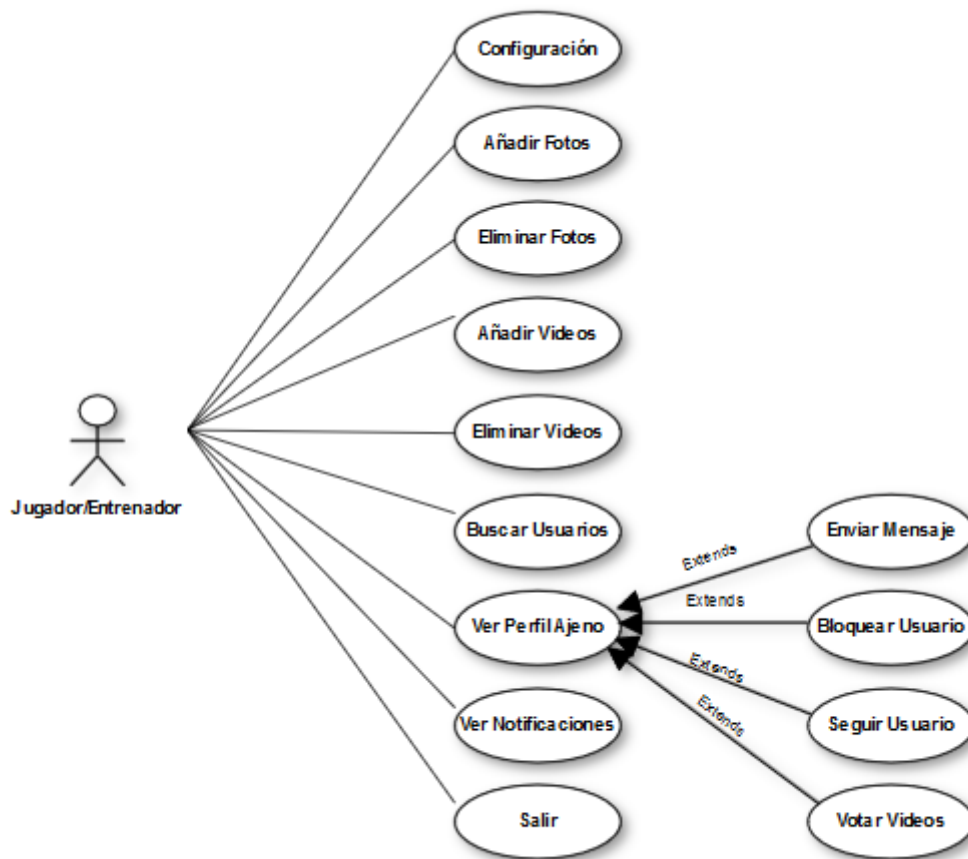 Configuración
Añadir Fotos
Eliminar Fotos
Añadir Videos
Eliminar Videos
Jugador/Entrenador
Buscar Usuarios
Enviar Mensaje
Extends
Ver Perfil Ajeno
Extends
Bloquear Usuario
Extends
Seguir Usuario
Extends
Ver Notificaciones
Salir
Votar Videos